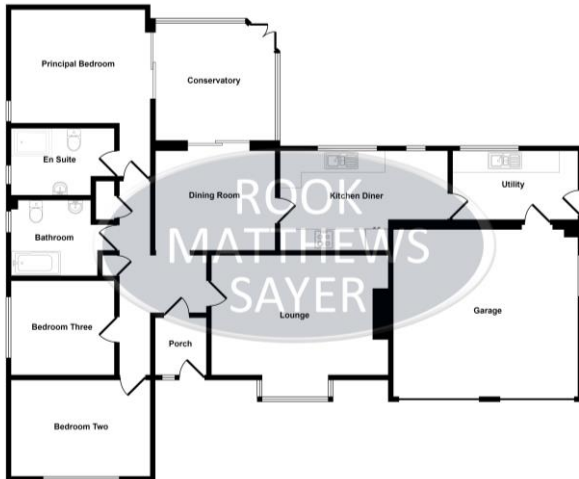 Principal Bedroom
Conservatory
En Suite
Dining Room
Kitchen Diner
Utility
Bathroom
ROOK
MATTHEWS
SAYER
Bedroom Three
Porch
Lounge
Garage
Bedroom Two